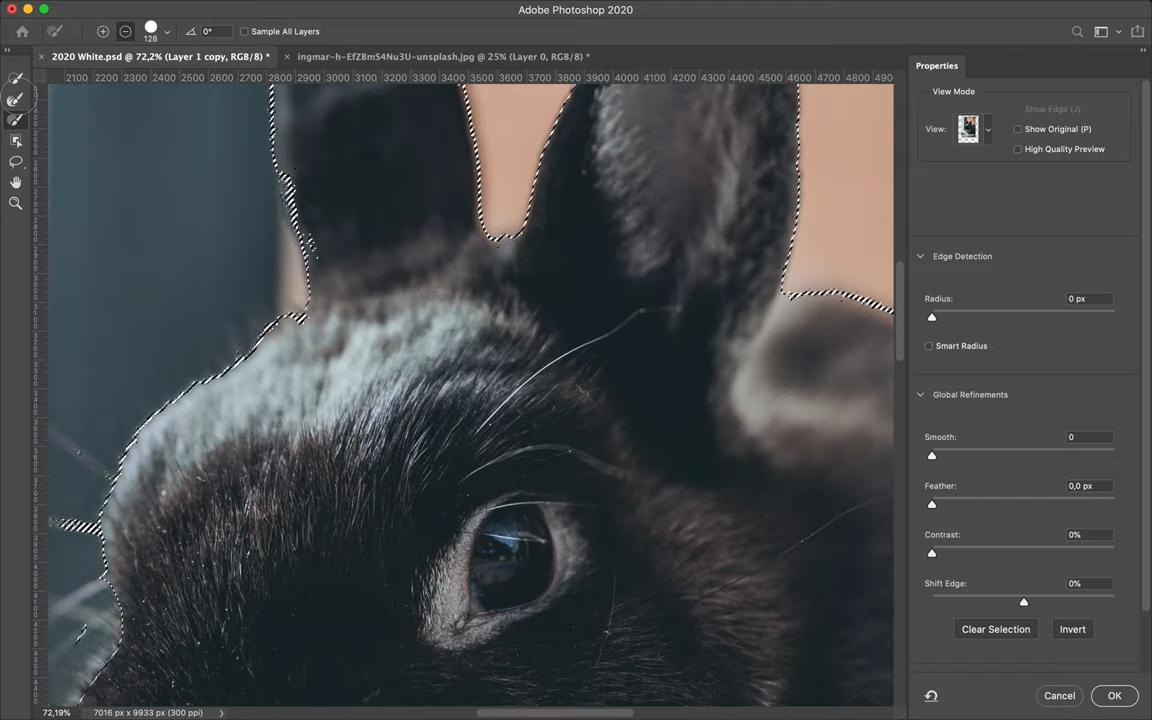 Adobe Photoshop 2020
128
0°
Sample All Layers
2020 White.psd @ 72,2% (Layer 1 copy, RGB/8) *
ingmar-h-EfZBm54Nu3U-unsplash.jpg @ 25% (Layer 0, RGB/8) *
2100 2200 2300 2400 2500 2600 2700 2800 2900 3000 3100 3200 3300 3400 3500 3600 3700 3800 3900 4000 4100 4200 4300 4400 4500 4600 4700 4800 490
Properties
View Mode
Show Edge (J)
View:
Show Original (P)
High Quality Preview
Edge Detection
Radius:
0 px
Smart Radius
Global Refinements
Smooth:
0
Feather:
0,0 px
Contrast:
0%
Shift Edge:
0%
Clear Selection
Invert
Cancel
OK
72,19%
7016 px x 9933 px (300 ppi)